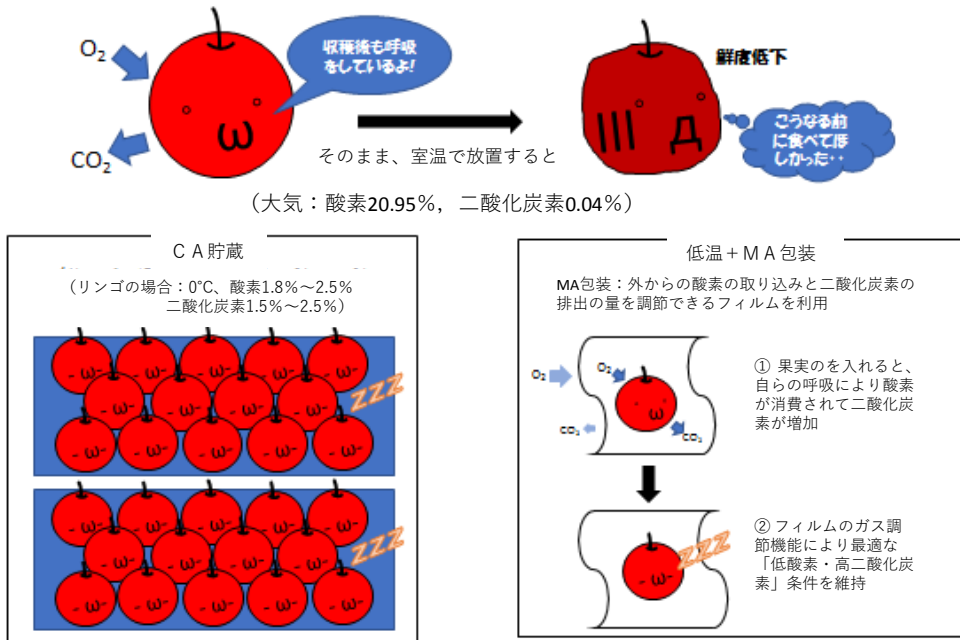 O2
CO2
収穫後も呼吸
をしているよ!
鮮度低下
こうなる前
に食べてほ
しかった・・
そのまま、室温で放置すると
（大気：酸素20.95％，二酸化炭素0.04％）
ＣＡ貯蔵
（リンゴの場合：0℃、酸素1.8％～2.5％
二酸化炭素1.5％～2.5％）
ZZZ
ZZZ
低温＋ＭＡ包装
MA包装：外からの酸素の取り込みと二酸化炭素の
排出の量を調節できるフィルムを利用
O2
O2
CO2
CO2
① 果実のを入れると、
自らの呼吸により酸素
が消費されて二酸化炭
素が増加
ZZZ
② フィルムのガス調
節機能により最適な
「低酸素・高二酸化炭
素」条件を維持